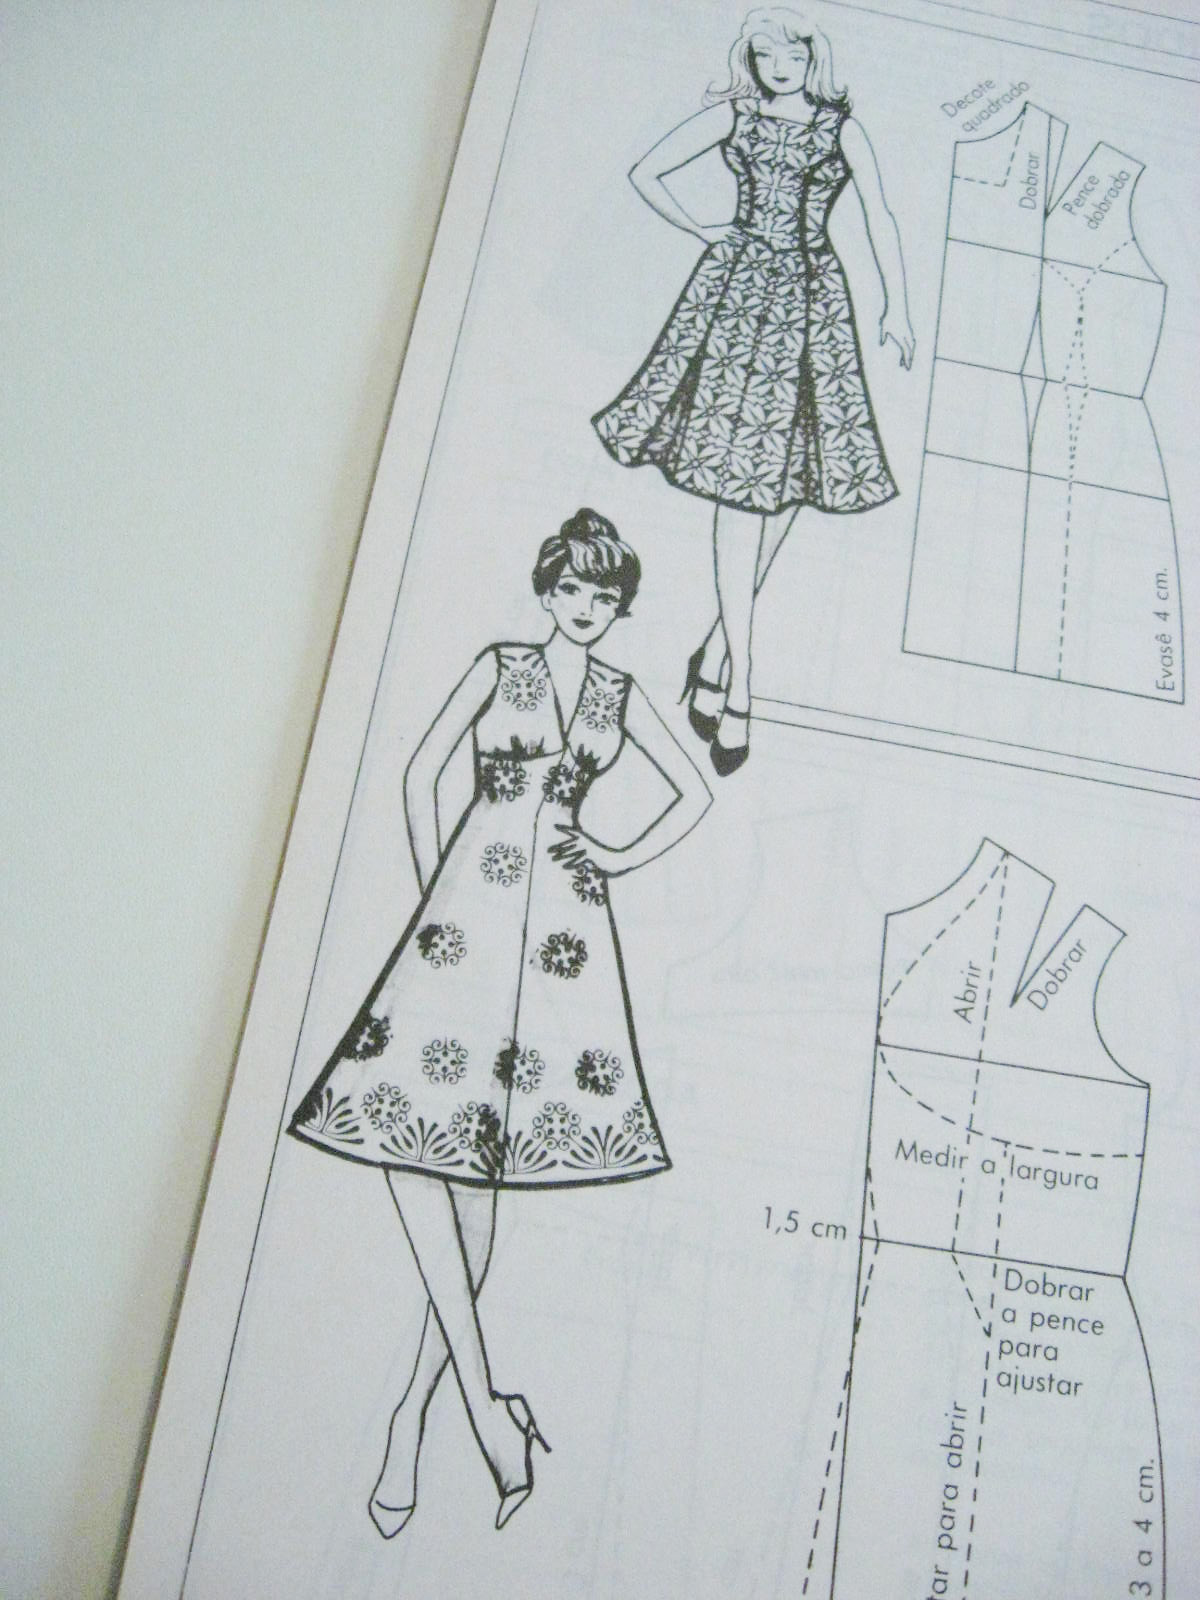 Decote
quadrado
Dobrar
Pence
dobrada
Evasê 4 cm.
Abrir
Dobrar
Medir a largura
1,5 cm
Dobrar
a pence
para
ajustar
tar para abrir
3 a 4 cm.